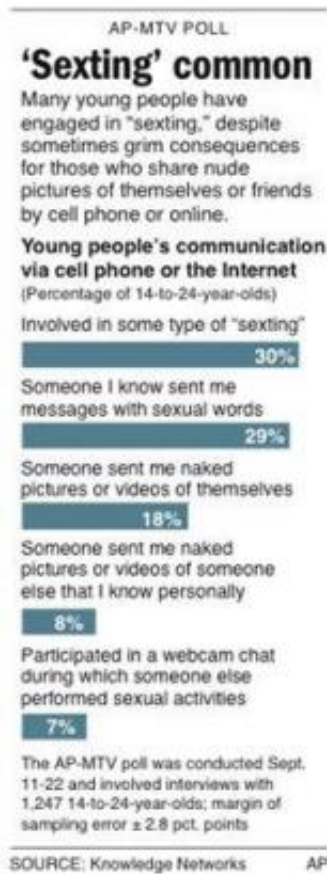 AP-MTV POLL
‘Sexting’ common
Many young people have
engaged in “sexting,” despite
sometimes grim consequences
for those who share nude
pictures of themselves or friends
by cell phone or online.
Young people's communication
via cell phone or the Internet
(Percentage of 14-to-24-year-olds)
Involved in some type of “sexting”
30%
Someone I know sent me
messages with sexual words
29%
Someone sent me naked
pictures or videos of themselves
18%
Someone sent me naked
pictures or videos of someone
else that I know personally
8%
Participated in a webcam chat
during which someone else
performed sexual activities
7%
The AP-MTV poll was conducted Sept.
11-22 and involved interviews with
1,247 14-to-24-year-olds; margin of
sampling error ± 2.8 pct. points
SOURCE: Knowledge Networks AP